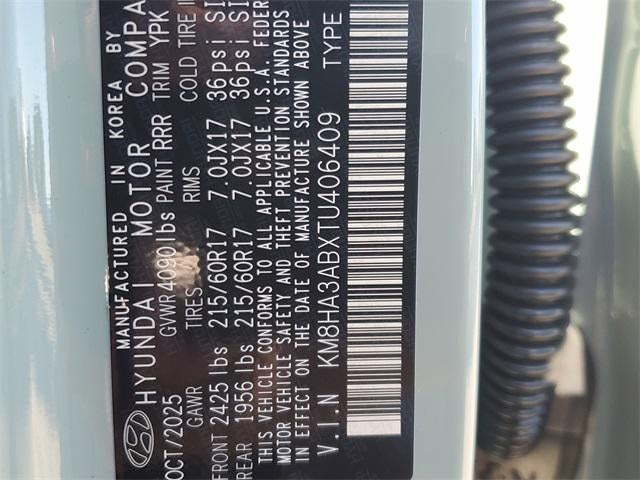 MANUFACTURED IN KOREA BY
HYUNDAI MOTOR COMPA
OCT/2025 GVWR 4090 lbs PAINT RRR TRIM YPK
GAWR TIRES RIMS COLD TIRE
FRONT 2425 lbs 215/60R17 7.0JX17 36psi
REAR 1956 lbs 215/60R17 7.0JX17 36psi
THIS VEHICLE CONFORMS TO ALL APPLICABLE U.S.A. FEDER
MOTOR VEHICLE SAFETY AND THEFT PREVENTION STANDARDS
IN EFFECT ON THE DATE OF MANUFACTURE SHOWN ABOVE
V.I.N KM8HA3ABXTU406409 TYPE